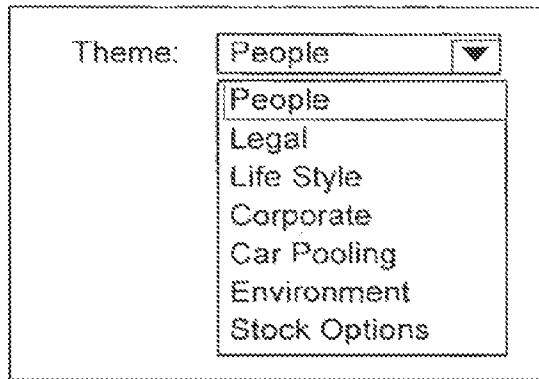 Theme: People
People
Legal
Life Style
Corporate
Car Pooling
Environment
Stock Options